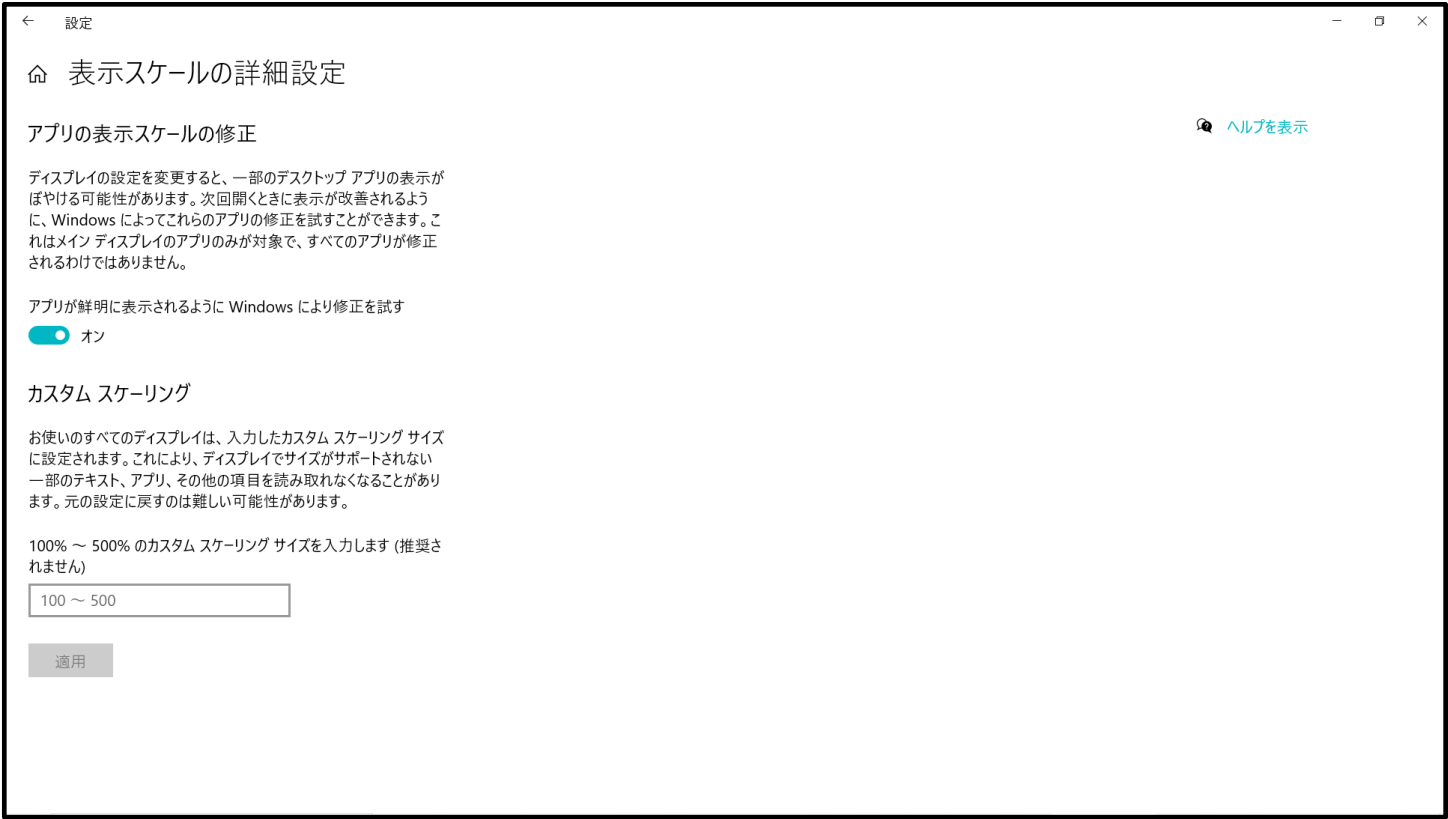 設定
表示スケールの詳細設定
アプリの表示スケールの修正
ヘルプを表示
ディスプレイの設定を変更すると、一部のデスクトップ アプリの表示が
ぼやける可能性があります。次回開くときに表示が改善されるよう
に、Windows によってこれらのアプリの修正を試すことができます。こ
れはメイン ディスプレイのアプリのみが対象で、すべてのアプリが修正
されるわけではありません。
アプリが鮮明に表示されるように Windows により修正を試す
オン
カスタム スケーリング
お使いのすべてのディスプレイは、入力したカスタム スケーリング サイズ
に設定されます。これにより、ディスプレイでサイズがサポートされない
一部のテキスト、アプリ、その他の項目を読み取れなくなることがあり
ます。元の設定に戻すのは難しい可能性があります。
100% ～ 500% のカスタム スケーリング サイズを入力します (推奨さ
れません)
100 ～ 500
適用